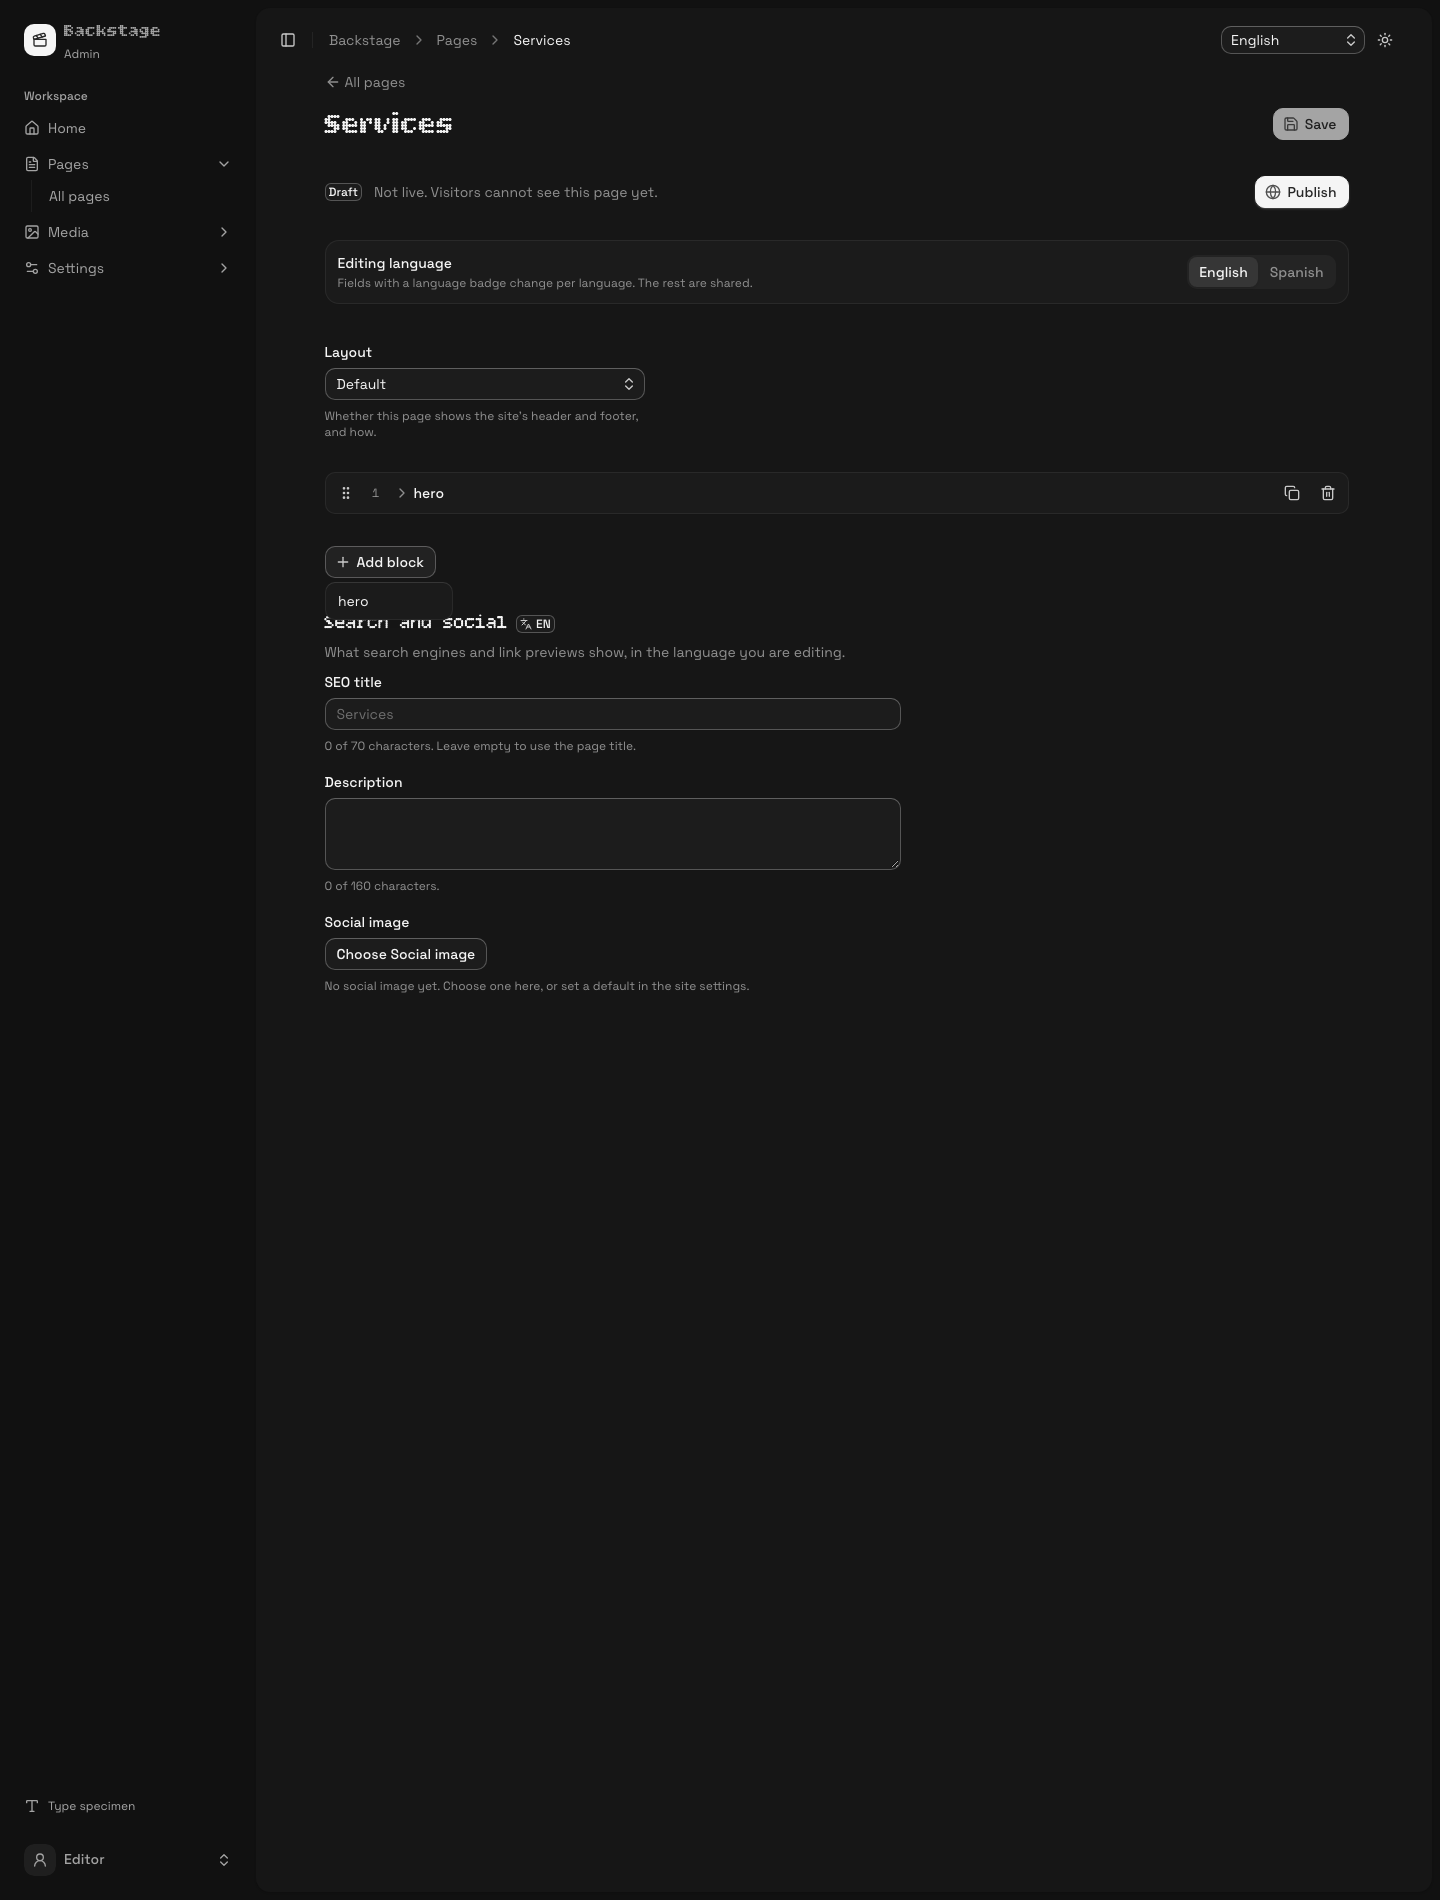 Backstage
Admin
Workspace
Home
Pages
All pages
Media
Settings
Type specimen
Editor
Backstage > Pages > Services
English
All pages
Services
Save
Draft Not live. Visitors cannot see this page yet.
Publish
Editing language
Fields with a language badge change per language. The rest are shared.
English Spanish
Layout
Default
Whether this page shows the site's header and footer,
and how.
1 hero
Add block
hero
Search and social EN
What search engines and link previews show, in the language you are editing.
SEO title
Services
0 of 70 characters. Leave empty to use the page title.
Description
0 of 160 characters.
Social image
Choose Social image
No social image yet. Choose one here, or set a default in the site settings.